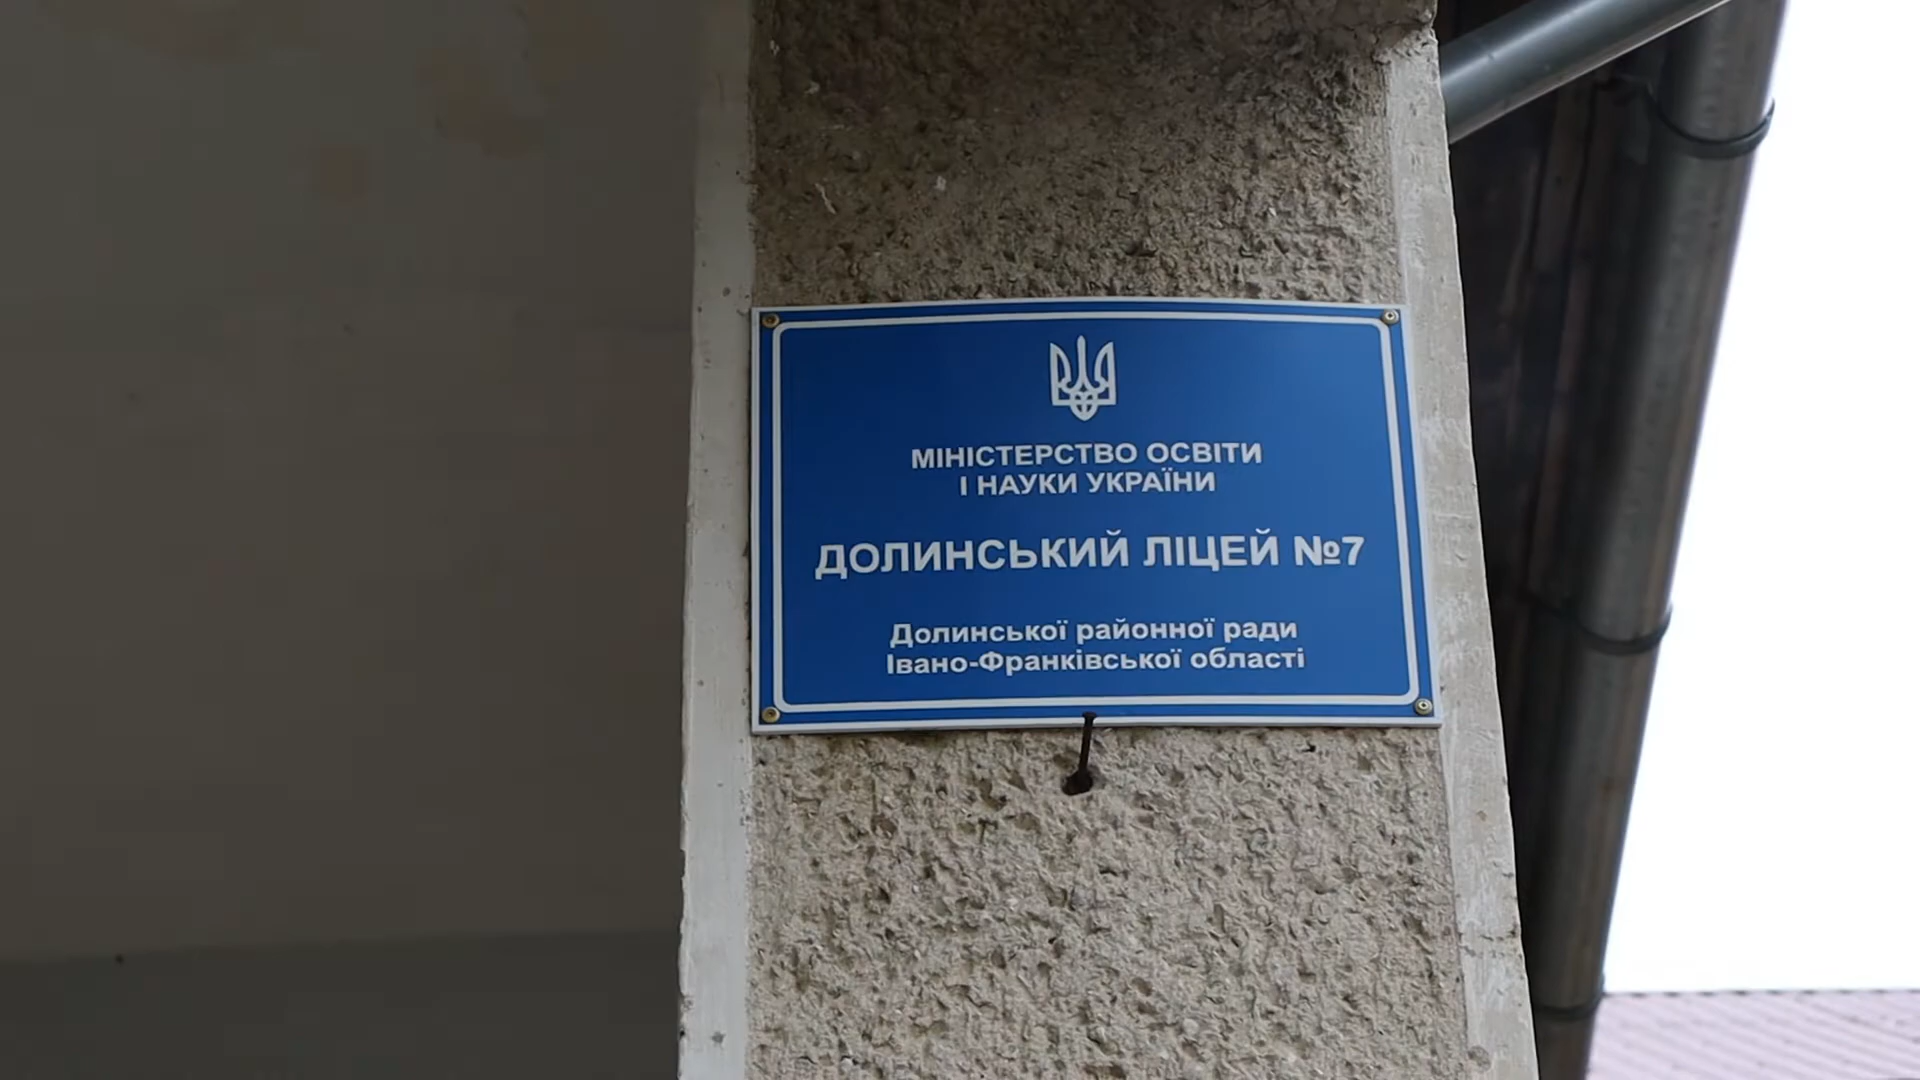 МІНІСТЕРСТВО ОСВІТИ
І НАУКИ УКРАЇНИ
ДОЛИНСЬКИЙ ЛІЦЕЙ №7
Долинської районної ради
Івано-Франківської області